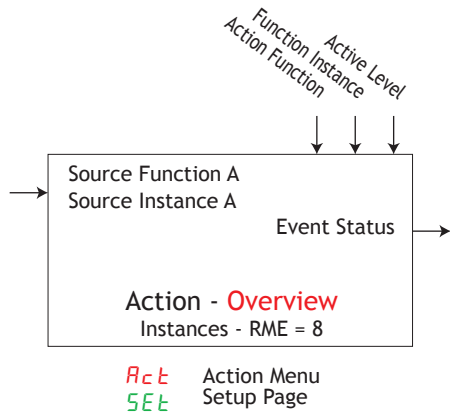 Function Instance
Action Function
Active Level
Source Function A
Source Instance A
Event Status
Action - Overview
Instances - RME = 8
Act Action Menu
SEt Setup Page